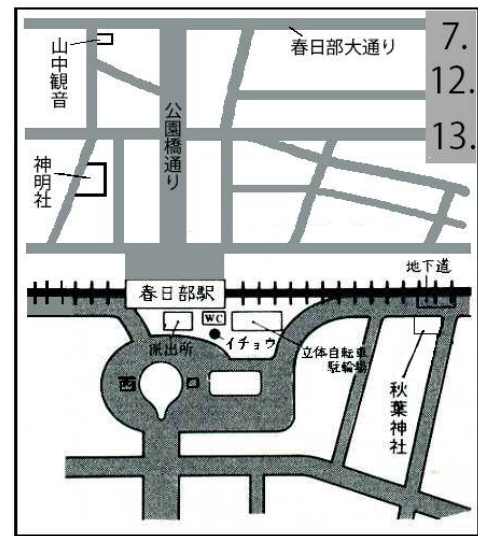 山中観音
春日部大通り
7.
12.
13.
公園橋通り
神明社
地下道
春日部駅
WC
派出所
イチョウ
立体自転車
駐輪場
西
口
秋葉神社